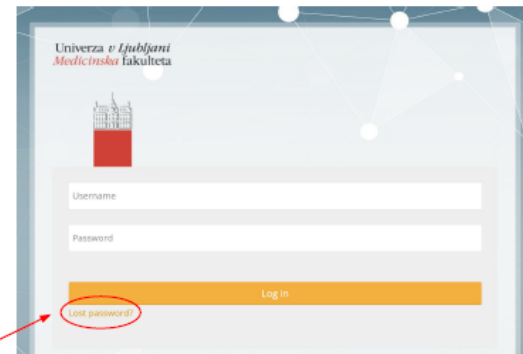 Univerza v Ljubljani
Medicinska fakulteta
Username
Password
Log in
Lost password?